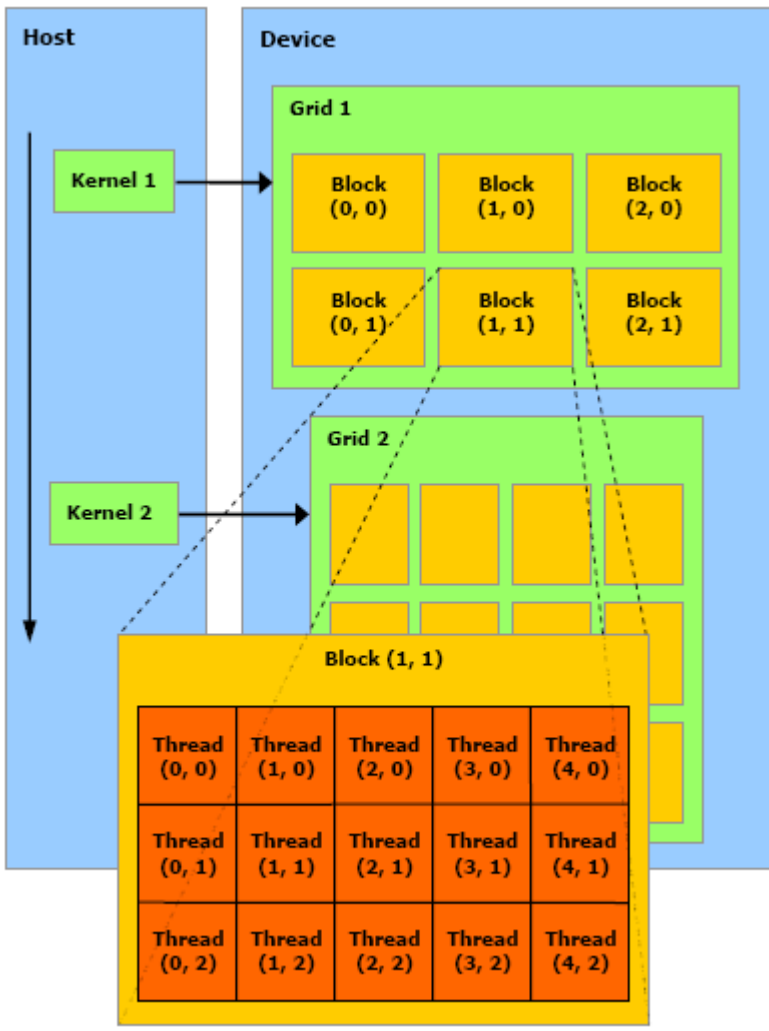 Host
Device
Grid 1
Kernel 1
Block
(0, 0)
Block
(1, 0)
Block
(2, 0)
Block
(0, 1)
Block
(1, 1)
Block
(2, 1)
Grid 2
Kernel 2
Block (1, 1)
Thread
(0, 0)
Thread
(1, 0)
Thread
(2, 0)
Thread
(3, 0)
Thread
(4, 0)
Thread
(0, 1)
Thread
(1, 1)
Thread
(2, 1)
Thread
(3, 1)
Thread
(4, 1)
Thread
(0, 2)
Thread
(1, 2)
Thread
(2, 2)
Thread
(3, 2)
Thread
(4, 2)